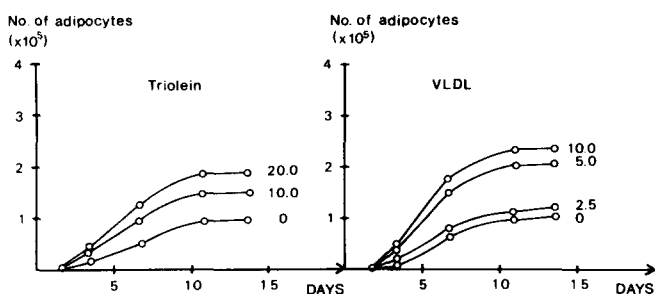 No. of adipocytes
(x10⁵)
4
3
2
1
Triolein
20.0
10.0
0
5
10
15
DAYS
No. of adipocytes
(x10⁵)
4
3
2
1
VLDL
10.0
5.0
2.5
0
5
10
15
DAYS